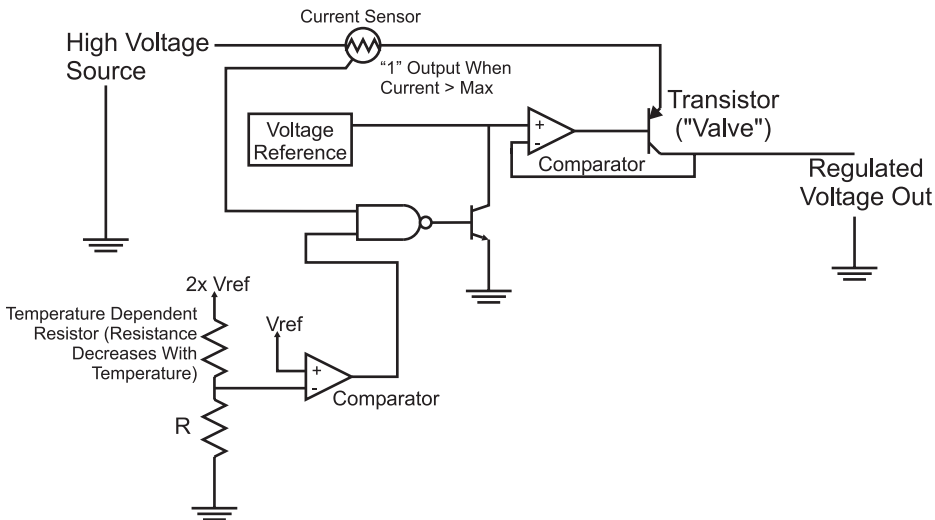 Current Sensor
High Voltage
Source
"1" Output When
Current > Max
Transistor
("Valve")
Voltage
Reference
+
-
Comparator
Regulated
Voltage Out
2x Vref
Temperature Dependent
Resistor (Resistance
Decreases With
Temperature)
Vref
+
-
Comparator
R